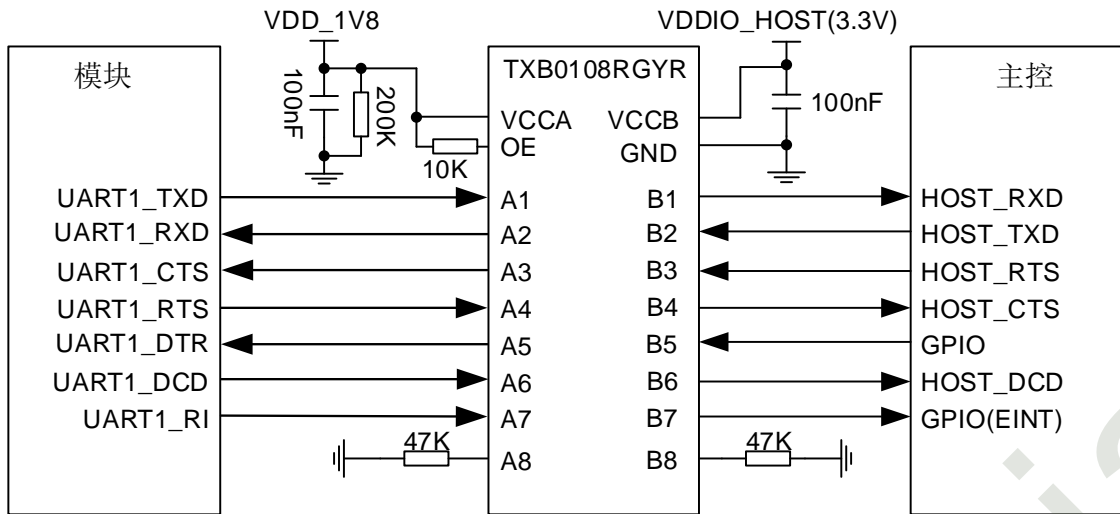 VDD_1V8
VDDIO_HOST(3.3V)
模块
TXB0108RGYR
主控
100nF
200K
100nF
VCCA
VCCB
OE
GND
10K
UART1_TXD
A1
B1
HOST_RXD
UART1_RXD
A2
B2
HOST_TXD
UART1_CTS
A3
B3
HOST_RTS
UART1_RTS
A4
B4
HOST_CTS
UART1_DTR
A5
B5
GPIO
UART1_DCD
A6
B6
HOST_DCD
UART1_RI
A7
B7
GPIO(EINT)
47K
A8
B8
47K